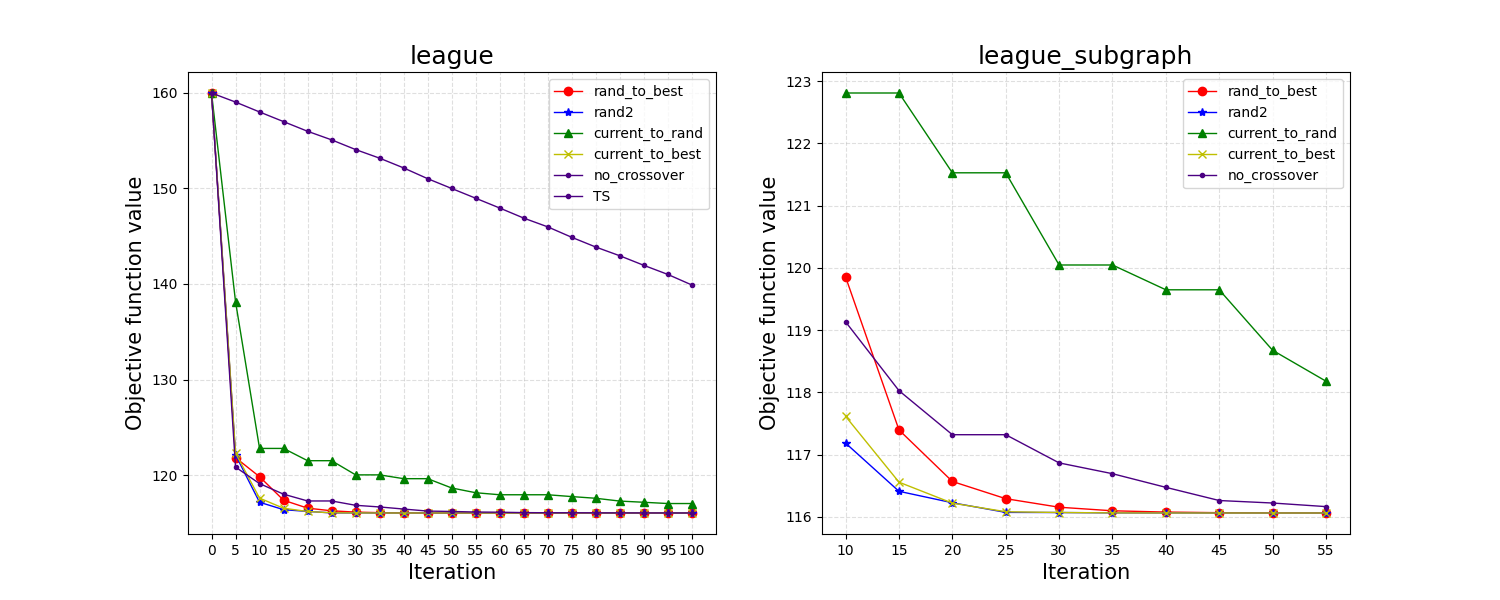 league
Objective function value
160
150
140
130
120
0 5 10 15 20 25 30 35 40 45 50 55 60 65 70 75 80 85 90 95 100
Iteration
rand_to_best
rand2
current_to_rand
current_to_best
no_crossover
TS
league_subgraph
Objective function value
123
122
121
120
119
118
117
116
10 15 20 25 30 35 40 45 50 55
Iteration
rand_to_best
rand2
current_to_rand
current_to_best
no_crossover